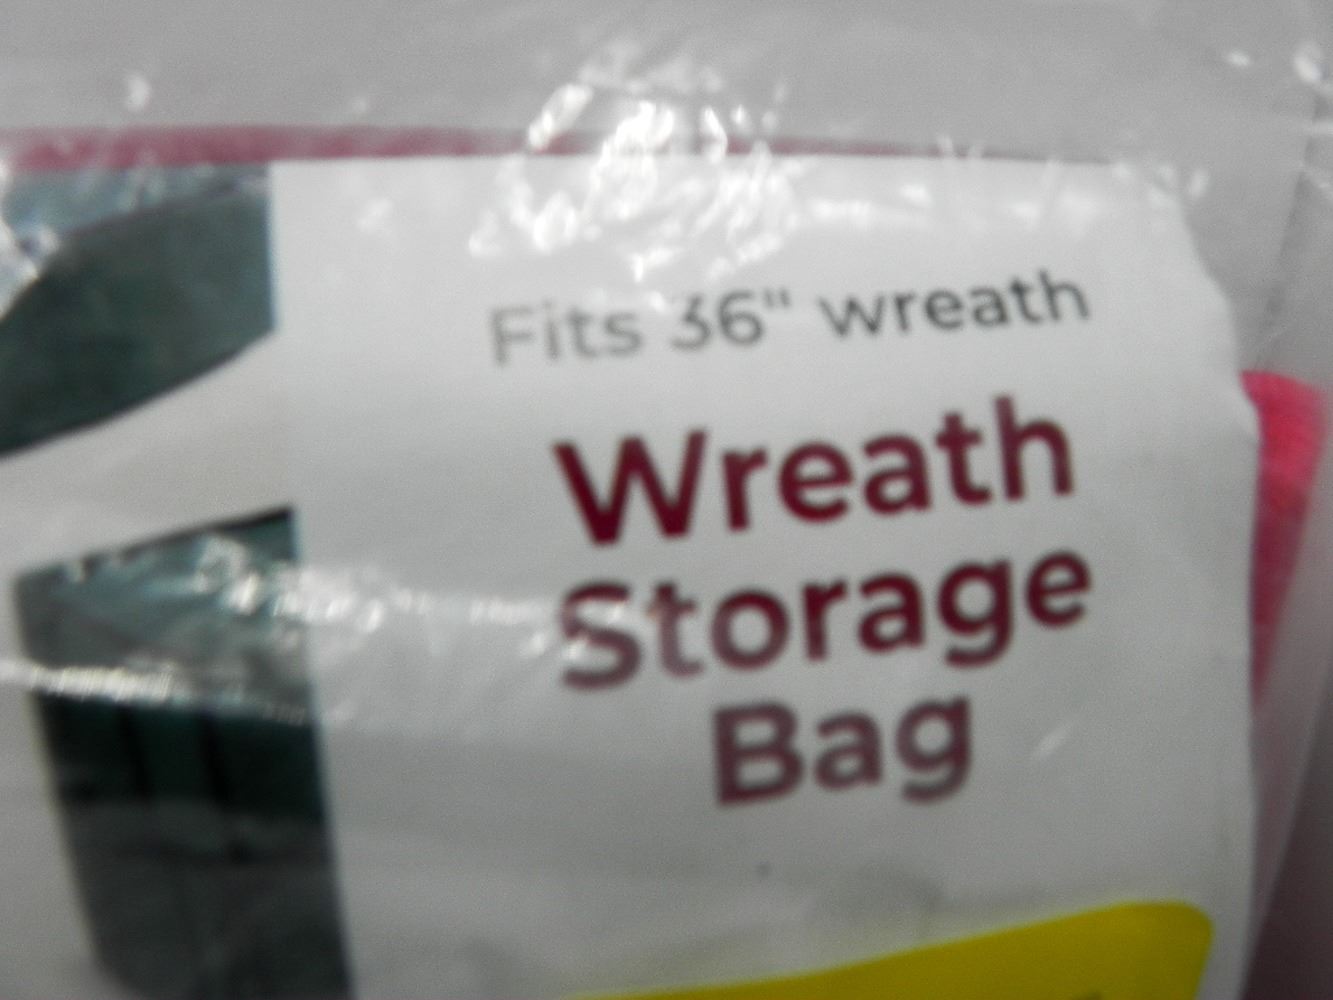 Fits 36" wreath
Wreath
Storage
Bag